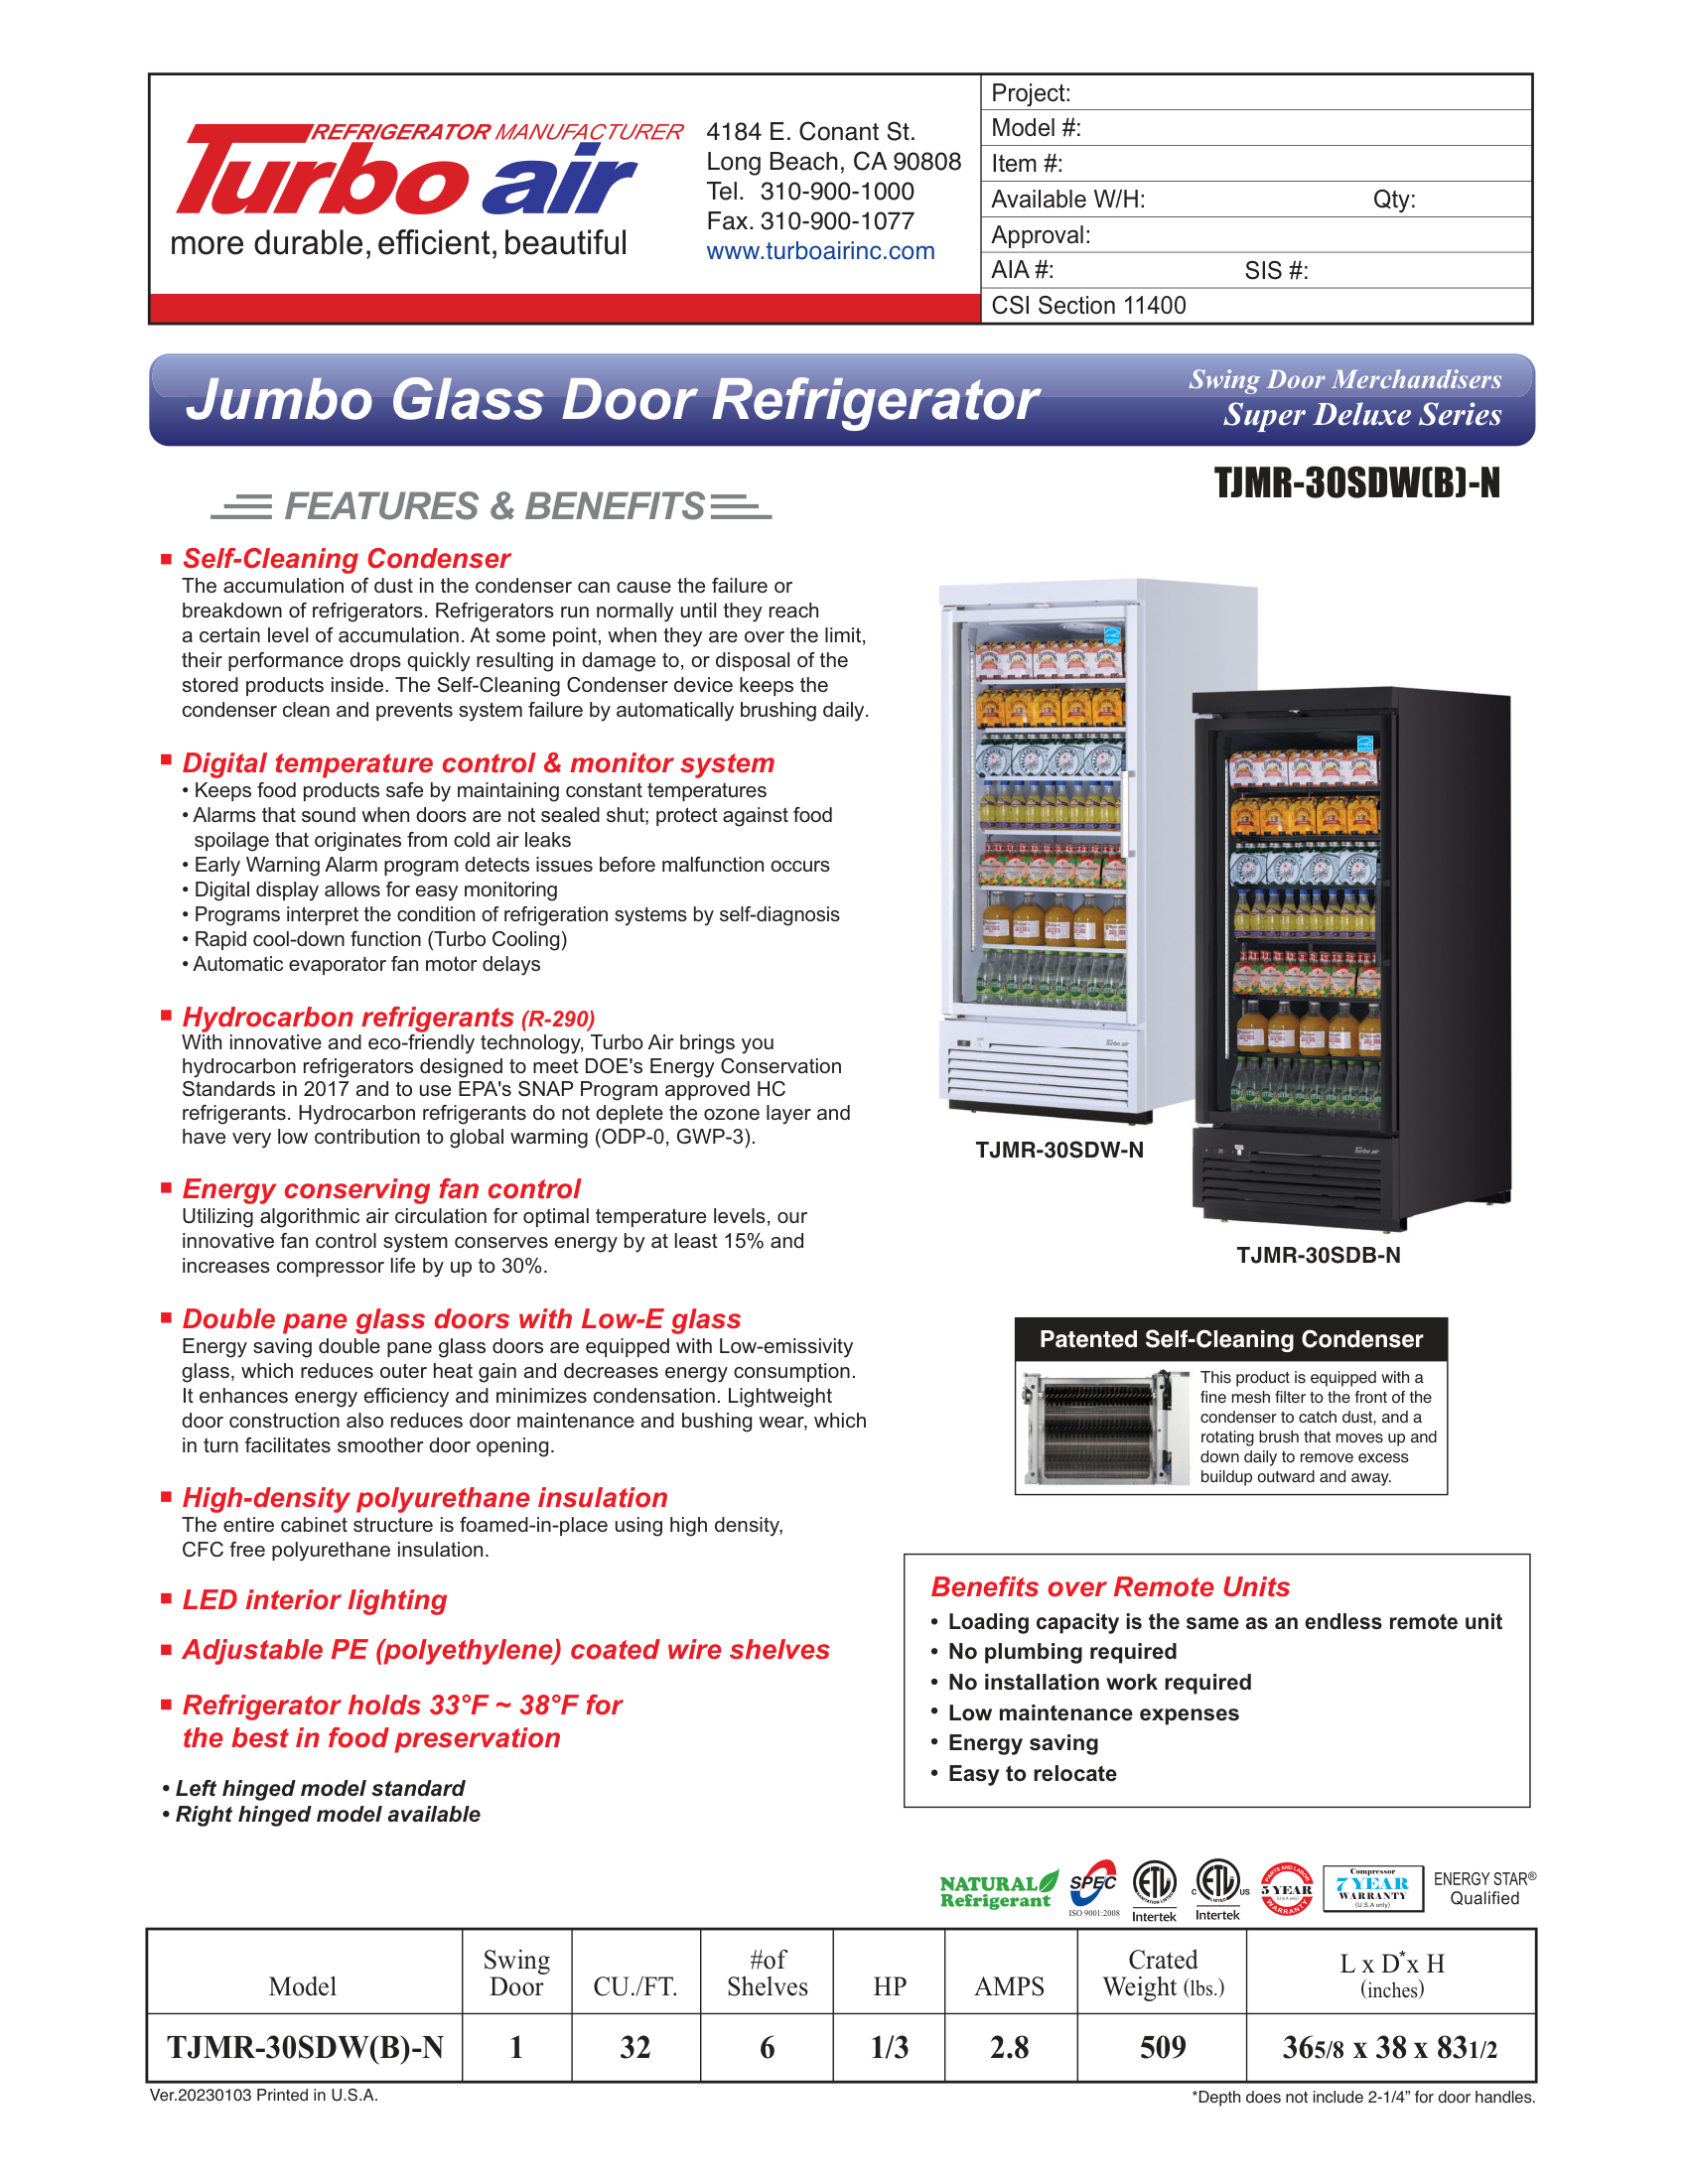 REFRIGERATOR MANUFACTURER
Turbo air
more durable, efficient, beautiful
4184 E. Conant St.
Long Beach, CA 90808
Tel. 310-900-1000
Fax. 310-900-1077
www.turboairinc.com
Project:
Model #:
Item #:
Available W/H: Qty:
Approval:
AIA #: SIS #:
CSI Section 11400
Jumbo Glass Door Refrigerator
Swing Door Merchandisers
Super Deluxe Series
TJMR-30SDW(B)-N
FEATURES & BENEFITS
Self-Cleaning Condenser
The accumulation of dust in the condenser can cause the failure or
breakdown of refrigerators. Refrigerators run normally until they reach
a certain level of accumulation. At some point, when they are over the limit,
their performance drops quickly resulting in damage to, or disposal of the
stored products inside. The Self-Cleaning Condenser device keeps the
condenser clean and prevents system failure by automatically brushing daily.
Digital temperature control & monitor system
• Keeps food products safe by maintaining constant temperatures
• Alarms that sound when doors are not sealed shut; protect against food
spoilage that originates from cold air leaks
• Early Warning Alarm program detects issues before malfunction occurs
• Digital display allows for easy monitoring
• Programs interpret the condition of refrigeration systems by self-diagnosis
• Rapid cool-down function (Turbo Cooling)
• Automatic evaporator fan motor delays
Hydrocarbon refrigerants (R-290)
With innovative and eco-friendly technology, Turbo Air brings you
hydrocarbon refrigerators designed to meet DOE's Energy Conservation
Standards in 2017 and to use EPA's SNAP Program approved HC
refrigerants. Hydrocarbon refrigerants do not deplete the ozone layer and
have very low contribution to global warming (ODP-0, GWP-3).
Energy conserving fan control
Utilizing algorithmic air circulation for optimal temperature levels, our
innovative fan control system conserves energy by at least 15% and
increases compressor life by up to 30%.
Double pane glass doors with Low-E glass
Energy saving double pane glass doors are equipped with Low-emissivity
glass, which reduces outer heat gain and decreases energy consumption.
It enhances energy efficiency and minimizes condensation. Lightweight
door construction also reduces door maintenance and bushing wear, which
in turn facilitates smoother door opening.
High-density polyurethane insulation
The entire cabinet structure is foamed-in-place using high density,
CFC free polyurethane insulation.
LED interior lighting
Adjustable PE (polyethylene) coated wire shelves
Refrigerator holds 33°F ~ 38°F for
the best in food preservation
• Left hinged model standard
• Right hinged model available
Turbo air
TJMR-30SDW-N
Turbo air
TJMR-30SDB-N
Patented Self-Cleaning Condenser
This product is equipped with a
fine mesh filter to the front of the
condenser to catch dust, and a
rotating brush that moves up and
down daily to remove excess
buildup outward and away.
Benefits over Remote Units
• Loading capacity is the same as an endless remote unit
• No plumbing required
• No installation work required
• Low maintenance expenses
• Energy saving
• Easy to relocate
NATURAL
Refrigerant
SPEC
ISO 9001:2008
ETL
SANITATION LISTED
Intertek
C ETL US
LISTED
Intertek
PARTS AND LABOR
5 YEAR
(U.S.A only)
WARRANTY
Compressor
7 YEAR
WARRANTY
(U.S.A only)
ENERGY STAR®
Qualified
Model Swing Door CU./FT. #of Shelves HP AMPS Crated Weight (lbs.) L x D* x H (inches)
TJMR-30SDW(B)-N 1 32 6 1/3 2.8 509 36 5/8 x 38 x 83 1/2
Ver.20230103 Printed in U.S.A.
*Depth does not include 2-1/4” for door handles.